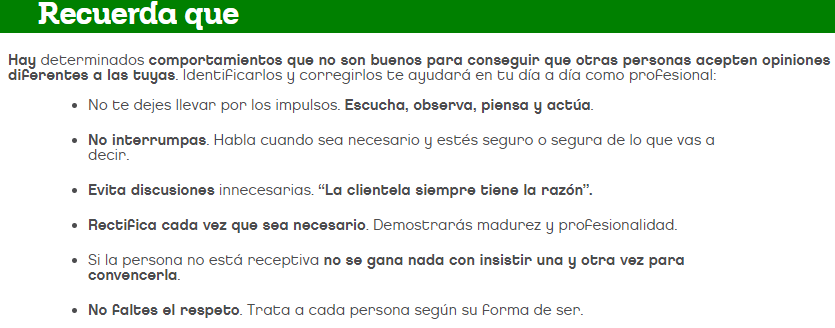 Recuerda que
Hay determinados comportamientos que no son buenos para conseguir que otras personas acepten opiniones
diferentes a las tuyas. Identificarlos y corregirlos te ayudará en tu día a día como profesional:
• No te dejes llevar por los impulsos. Escucha, observa, piensa y actúa.
• No interrumpas. Habla cuando sea necesario y estés seguro o segura de lo que vas a
decir.
• Evita discusiones innecesarias. “La clientela siempre tiene la razón”.
• Rectifica cada vez que sea necesario. Demostrarás madurez y profesionalidad.
• Si la persona no está receptiva no se gana nada con insistir una y otra vez para
convencerla.
• No faltes el respeto. Trata a cada persona según su forma de ser.